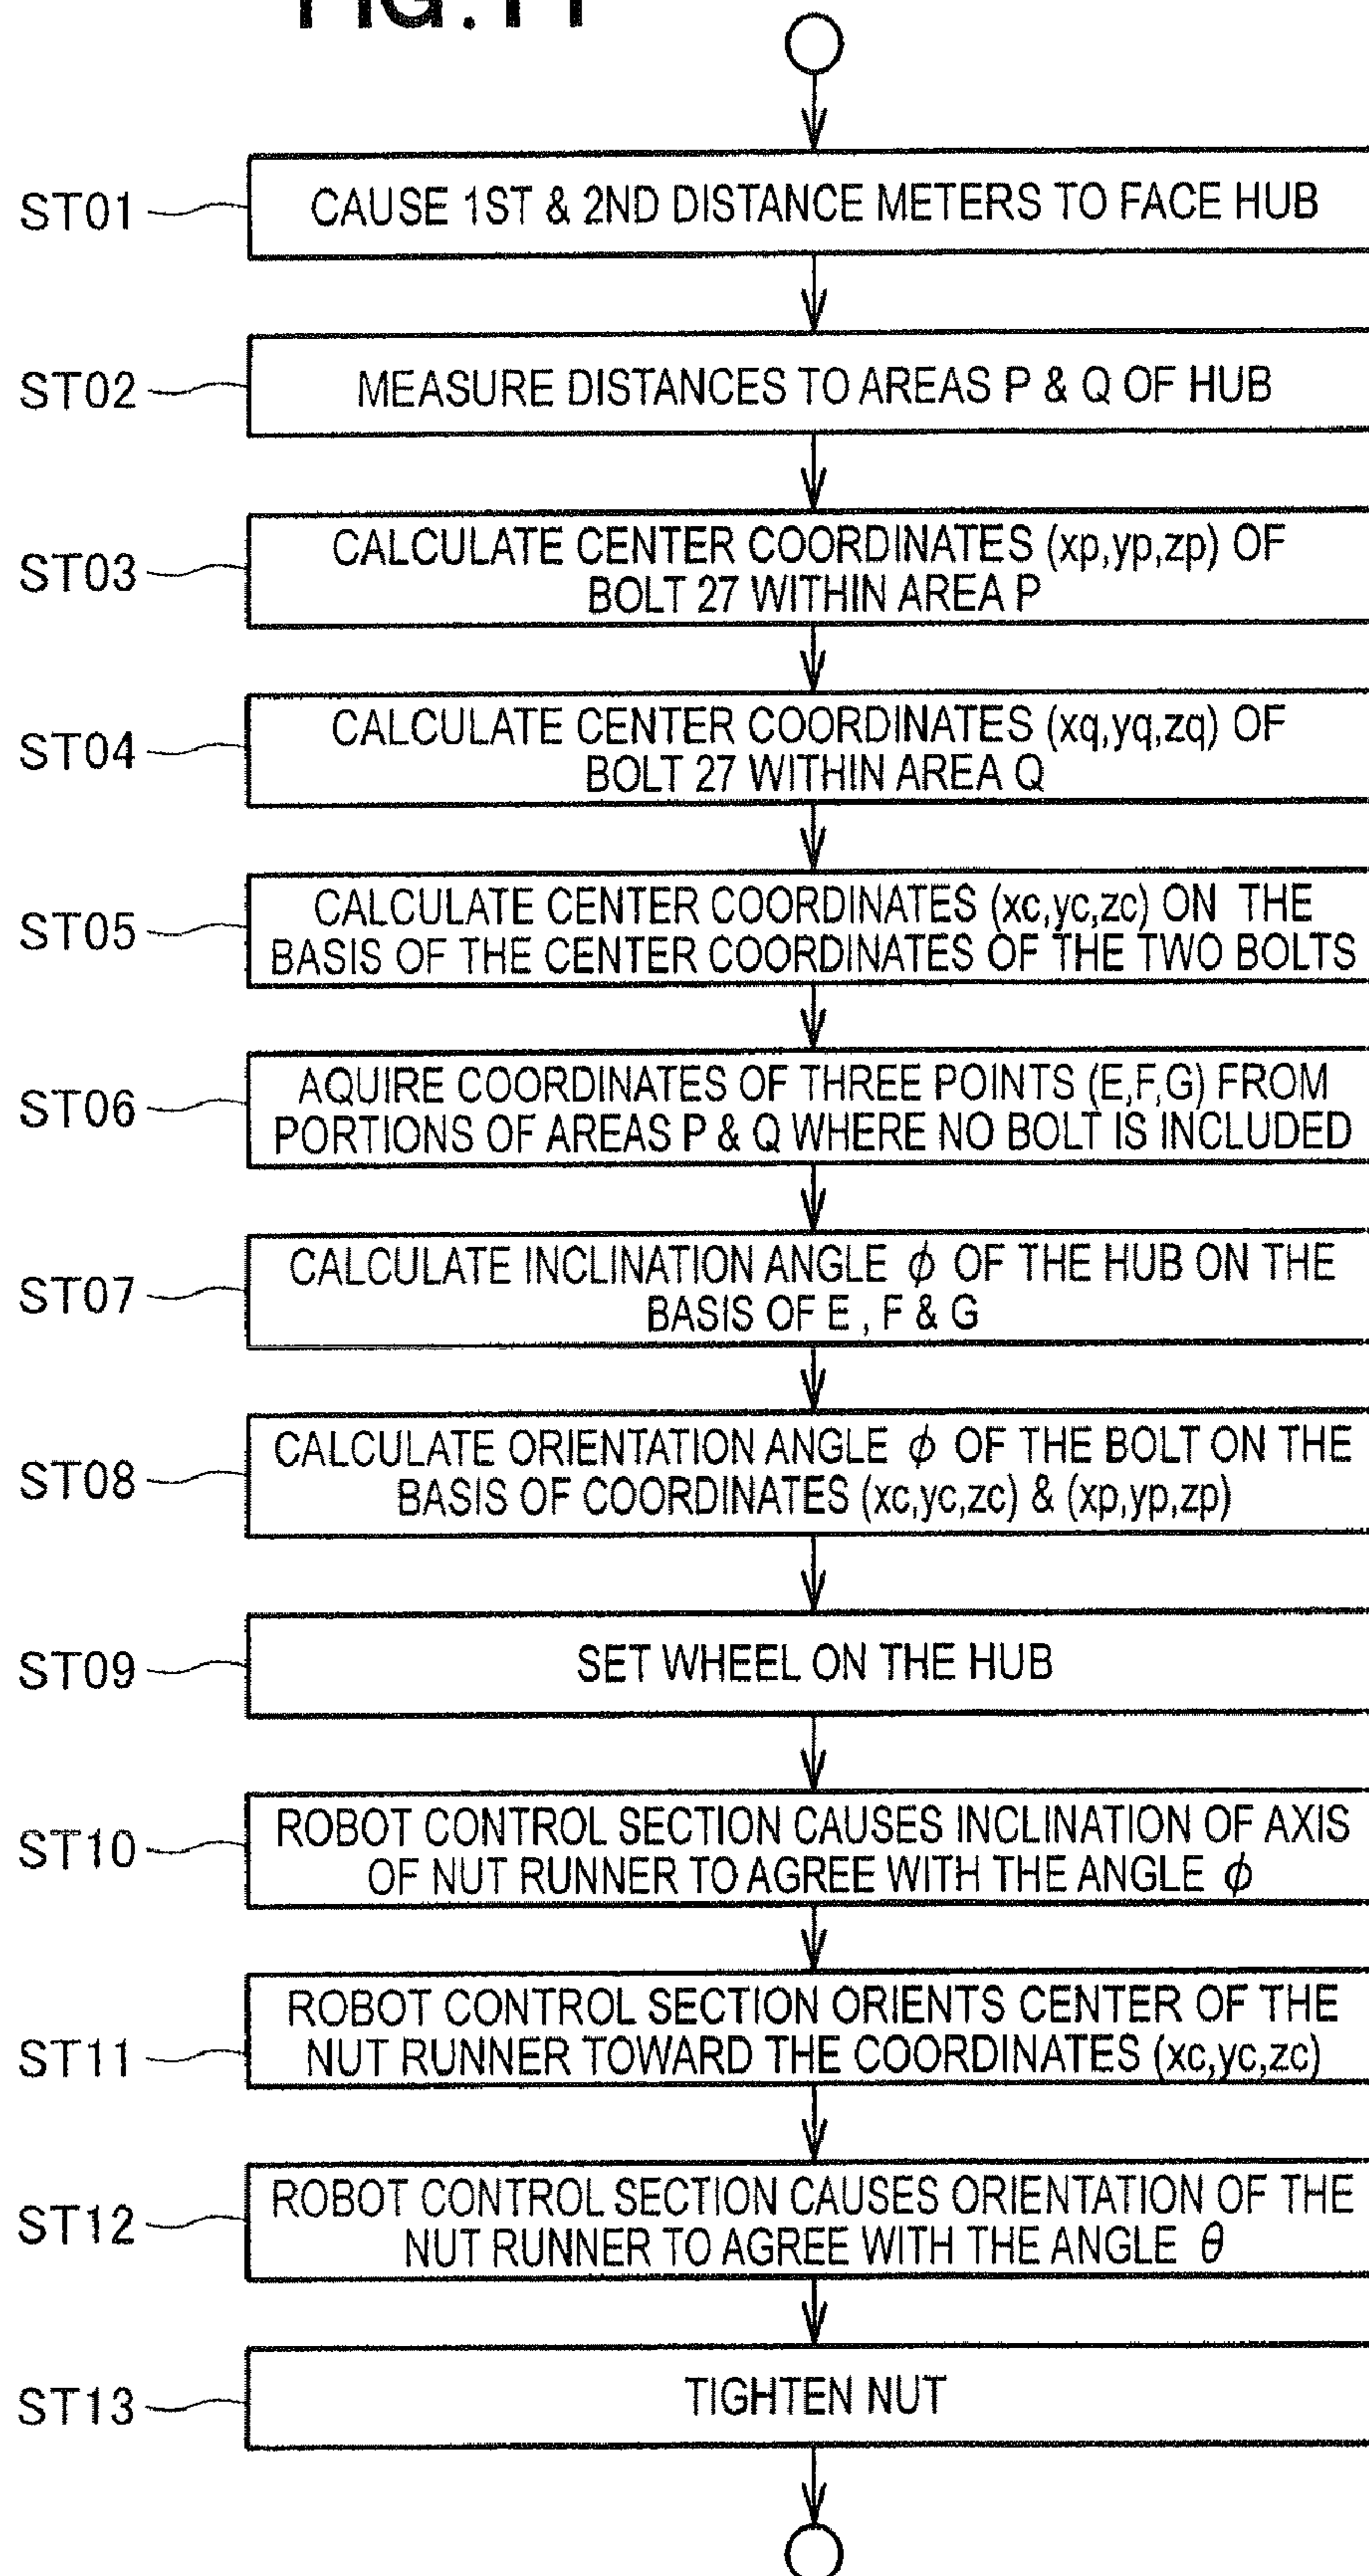 FIG.11
ST01
CAUSE 1ST & 2ND DISTANCE METERS TO FACE HUB
ST02
MEASURE DISTANCES TO AREAS P & Q OF HUB
ST03
CALCULATE CENTER COORDINATES (xp,yp,zp) OF
BOLT 27 WITHIN AREA P
ST04
CALCULATE CENTER COORDINATES (xq,yq,zq) OF
BOLT 27 WITHIN AREA Q
ST05
CALCULATE CENTER COORDINATES (xc,yc,zc) ON THE
BASIS OF THE CENTER COORDINATES OF THE TWO BOLTS
ST06
AQUIRE COORDINATES OF THREE POINTS (E,F,G) FROM
PORTIONS OF AREAS P & Q WHERE NO BOLT IS INCLUDED
ST07
CALCULATE INCLINATION ANGLE ϕ OF THE HUB ON THE
BASIS OF E , F & G
ST08
CALCULATE ORIENTATION ANGLE ϕ OF THE BOLT ON THE
BASIS OF COORDINATES (xc,yc,zc) & (xp,yp,zp)
ST09
SET WHEEL ON THE HUB
ST10
ROBOT CONTROL SECTION CAUSES INCLINATION OF AXIS
OF NUT RUNNER TO AGREE WITH THE ANGLE ϕ
ST11
ROBOT CONTROL SECTION ORIENTS CENTER OF THE
NUT RUNNER TOWARD THE COORDINATES (xc,yc,zc)
ST12
ROBOT CONTROL SECTION CAUSES ORIENTATION OF THE
NUT RUNNER TO AGREE WITH THE ANGLE θ
ST13
TIGHTEN NUT